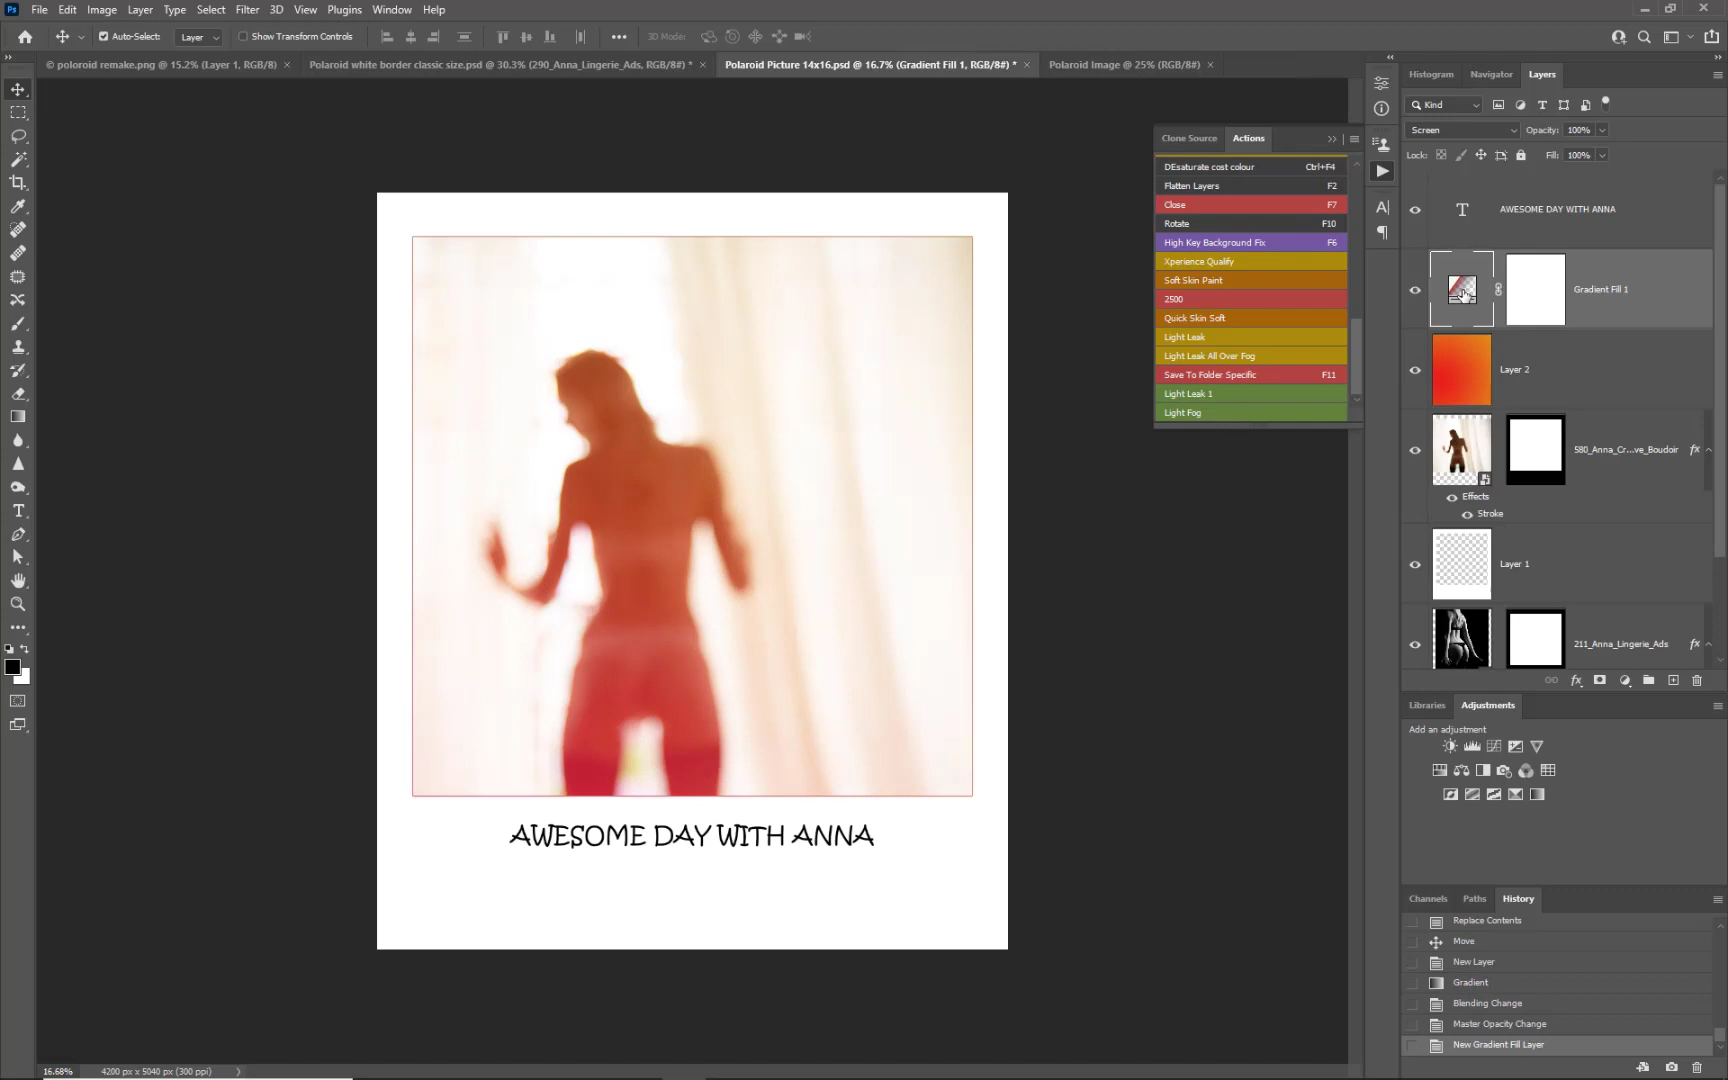 Ps File Edit Image Layer Type Select Filter 3D View Plugins Window Help
Auto-Select: Layer Show Transform Controls 3D Mode:
© poloroid remake.png @ 15.2% (Layer 1, RGB/8)
Polaroid white border classic size.psd @ 30.3% (290_Anna_Lingerie_Ads, RGB/8#) *
Polaroid Picture 14x16.psd @ 16.7% (Gradient Fill 1, RGB/8#) *
Polaroid Image @ 25% (RGB/8#)
AWESOME DAY WITH ANNA
16.68% 4200 px x 5040 px (300 ppi)
Clone Source Actions
DEsaturate cost colour Ctrl+F4
Flatten Layers F2
Close F7
Rotate F10
High Key Background Fix F6
Xperience Qualify
Soft Skin Paint
2500
Quick Skin Soft
Light Leak
Light Leak All Over Fog
Save To Folder Specific F11
Light Leak 1
Light Fog
Histogram Navigator Layers
Kind
Screen Opacity: 100%
Lock: Fill: 100%
AWESOME DAY WITH ANNA
Gradient Fill 1
Layer 2
580_Anna_Cr...ve_Boudoir fx
Effects
Stroke
Layer 1
211_Anna_Lingerie_Ads fx
fx
Libraries Adjustments
Add an adjustment
Channels Paths History
Replace Contents
Move
New Layer
Gradient
Blending Change
Master Opacity Change
New Gradient Fill Layer